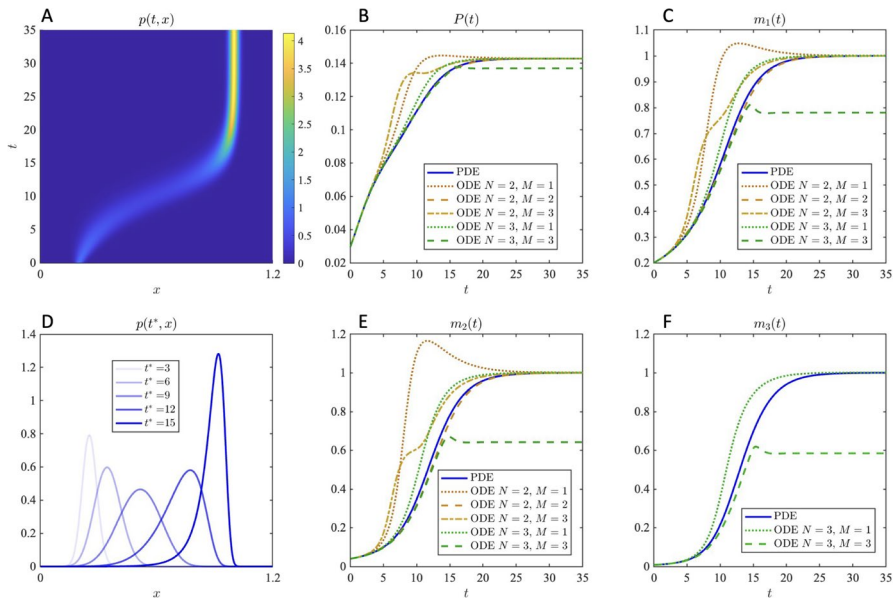 A
p(t, x)
35
30
25
20
15
10
5
0
t
0
1.2
x
4
3.5
3
2.5
2
1.5
1
0.5
0
B
P(t)
0.16
0.14
0.12
0.1
0.08
0.06
0.04
0.02
0 5 10 15 20 25 30 35
t
PDE
ODE N = 2, M = 1
ODE N = 2, M = 2
ODE N = 2, M = 3
ODE N = 3, M = 1
ODE N = 3, M = 3
C
m₁(t)
1.1
1
0.9
0.8
0.7
0.6
0.5
0.4
0.3
0.2
0 5 10 15 20 25 30 35
t
PDE
ODE N = 2, M = 1
ODE N = 2, M = 2
ODE N = 2, M = 3
ODE N = 3, M = 1
ODE N = 3, M = 3
D
p(t*, x)
1.4
1.2
1
0.8
0.6
0.4
0.2
0
0
1.2
x
t* =3
t* =6
t* =9
t* =12
t* =15
E
m₂(t)
1.2
1
0.8
0.6
0.4
0.2
0
0 5 10 15 20 25 30 35
t
PDE
ODE N = 2, M = 1
ODE N = 2, M = 2
ODE N = 2, M = 3
ODE N = 3, M = 1
ODE N = 3, M = 3
F
m₃(t)
1.2
1
0.8
0.6
0.4
0.2
0
0 5 10 15 20 25 30 35
t
PDE
ODE N = 3, M = 1
ODE N = 3, M = 3